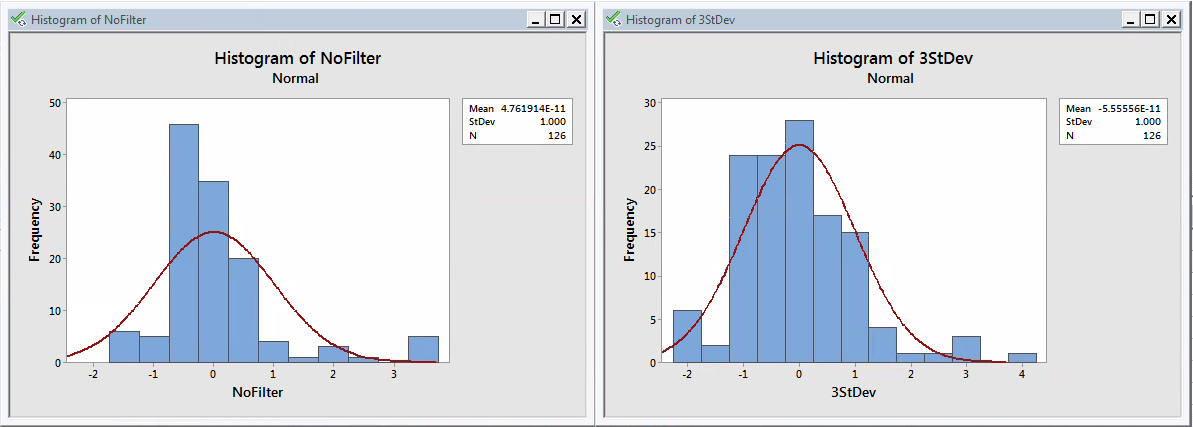 Histogram of NoFilter
Histogram of NoFilter
Normal
Mean 4.761914E-11
StDev 1.000
N 126
50
40
30
20
10
0
Frequency
-2 -1 0 1 2 3
NoFilter
Histogram of 3StDev
Histogram of 3StDev
Normal
Mean -5.55556E-11
StDev 1.000
N 126
30
25
20
15
10
5
0
Frequency
-2 -1 0 1 2 3 4
3StDev